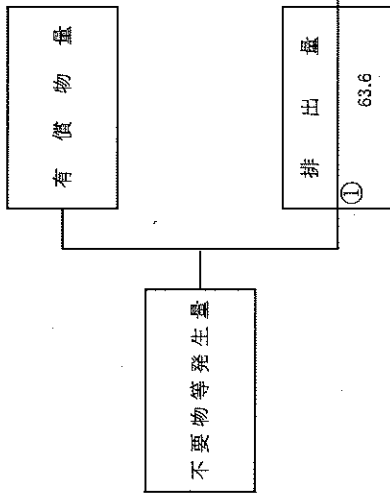 有償物量
不要物等発生量
排出量
①
63.6